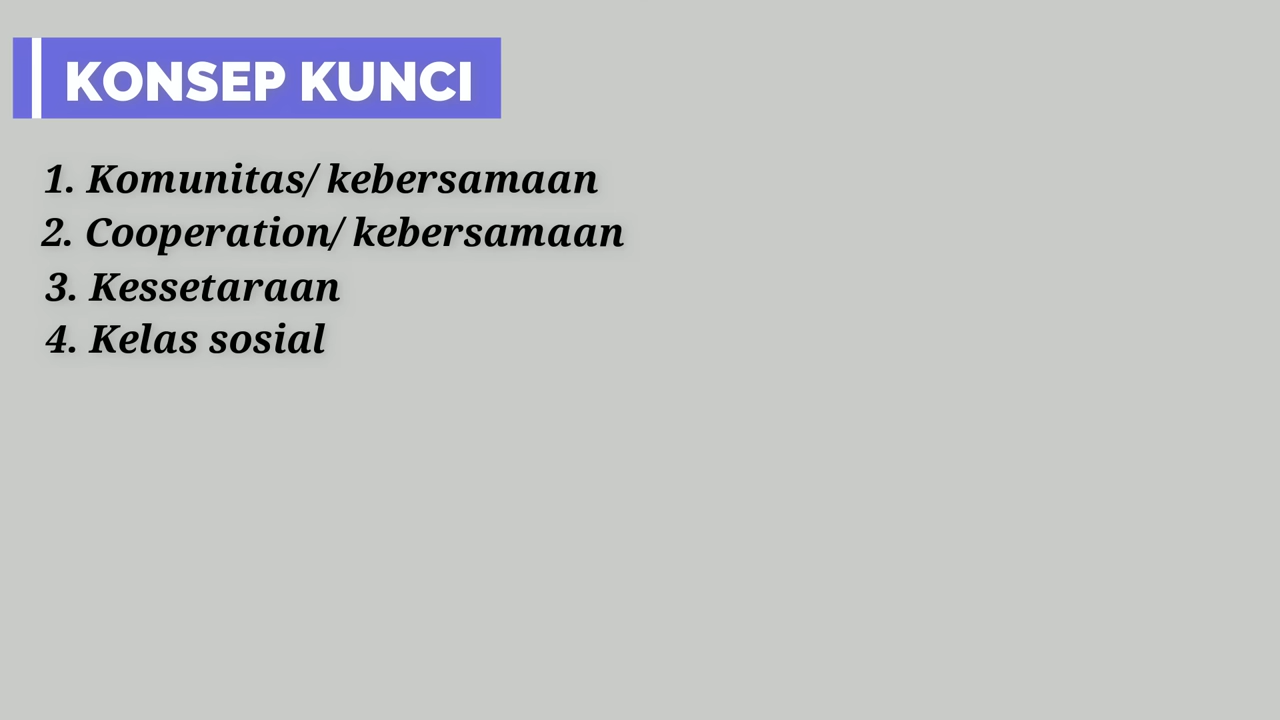 KONSEP KUNCI
1. Komunitas/ kebersamaan
2. Cooperation/ kebersamaan
3. Kessetaraan
4. Kelas sosial